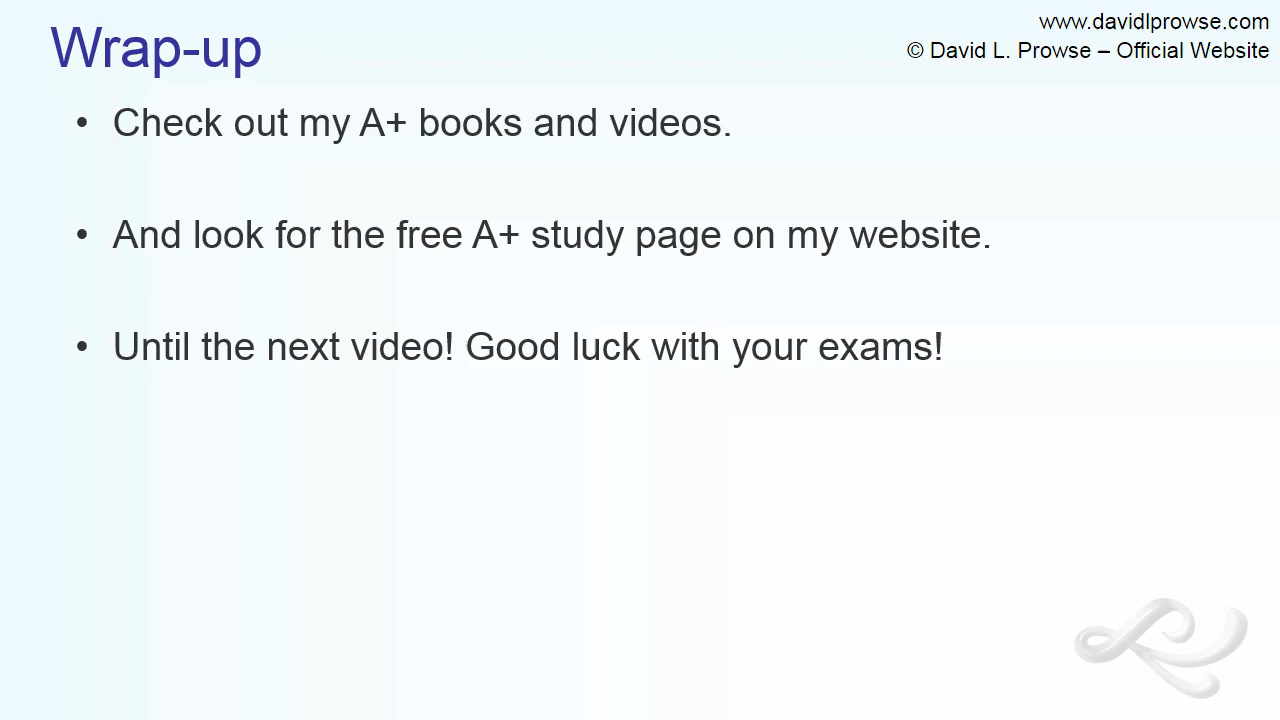 Wrap-up
www.davidlprowse.com
© David L. Prowse – Official Website
• Check out my A+ books and videos.
• And look for the free A+ study page on my website.
• Until the next video! Good luck with your exams!